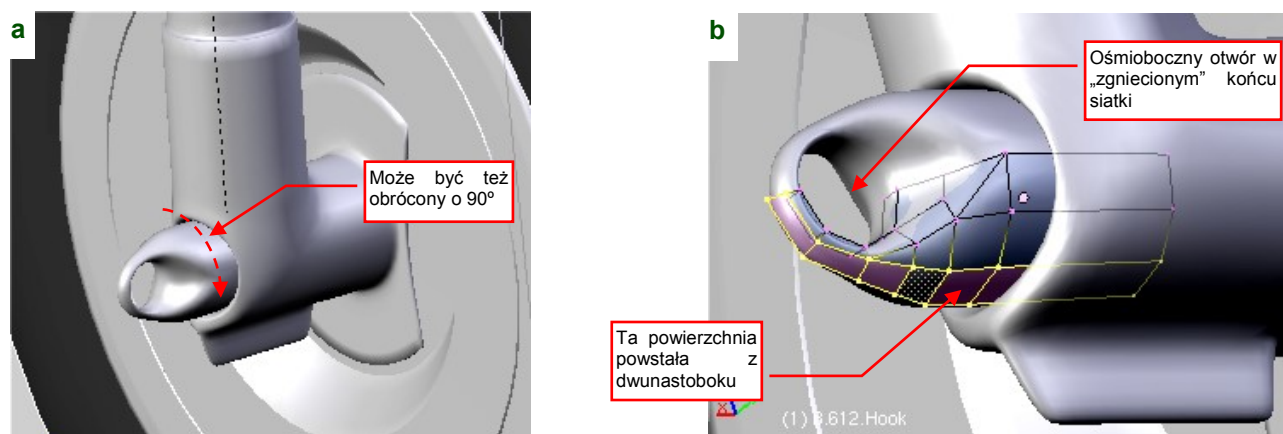 a
Może być też
obrócony o 90º
b
Ośmioboczny otwór w
„zgniecionym” końcu
siatki
Ta powierzchnia
powstała z
dwunastoboku
x
(1) 3.612.Hook